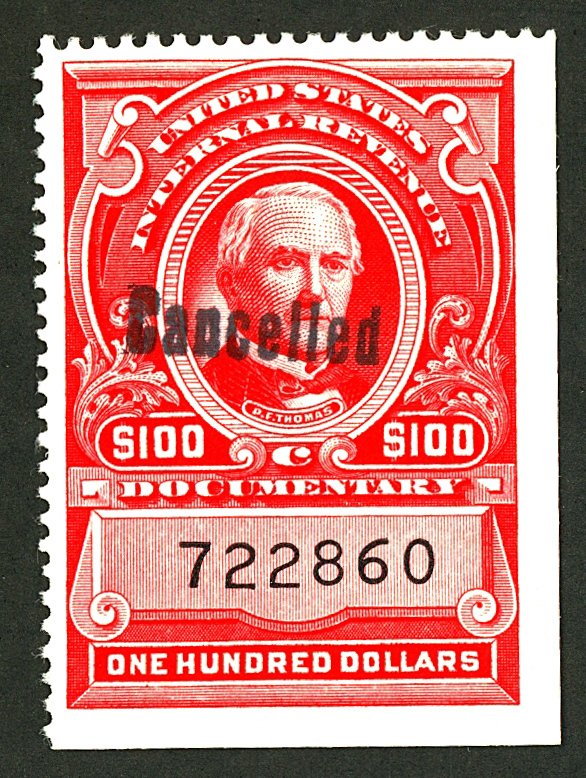 UNITED STATES
INTERNAL REVENUE
Cancelled
P.F. THOMAS
$100 C $100
DOCUMENTARY
722860
ONE HUNDRED DOLLARS